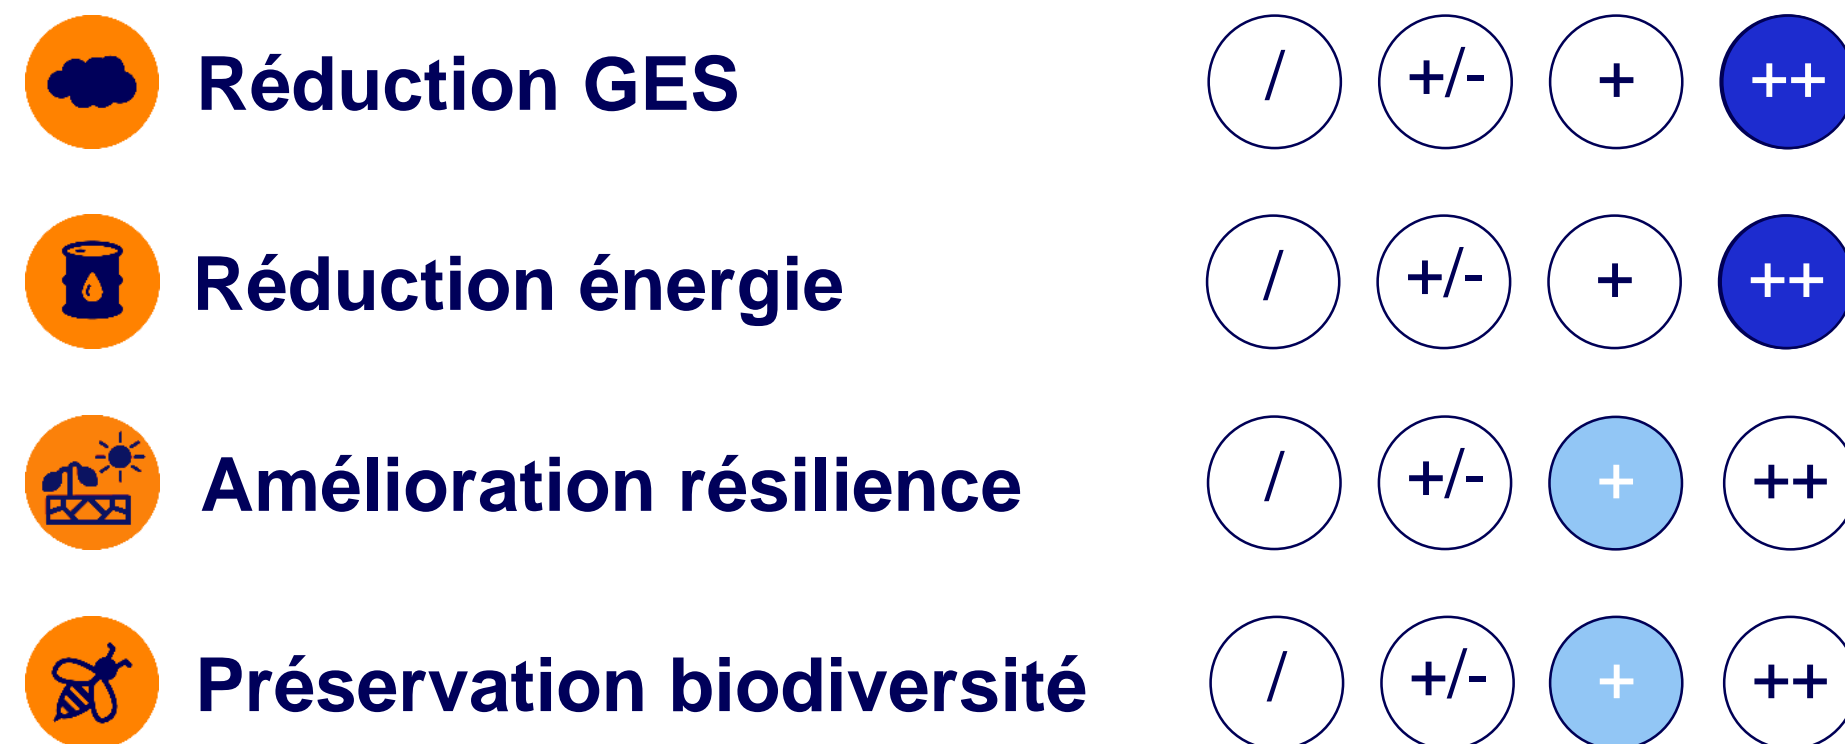 Réduction GES / +/- + ++
Réduction énergie / +/- + ++
Amélioration résilience / +/- + ++
Préservation biodiversité / +/- + ++